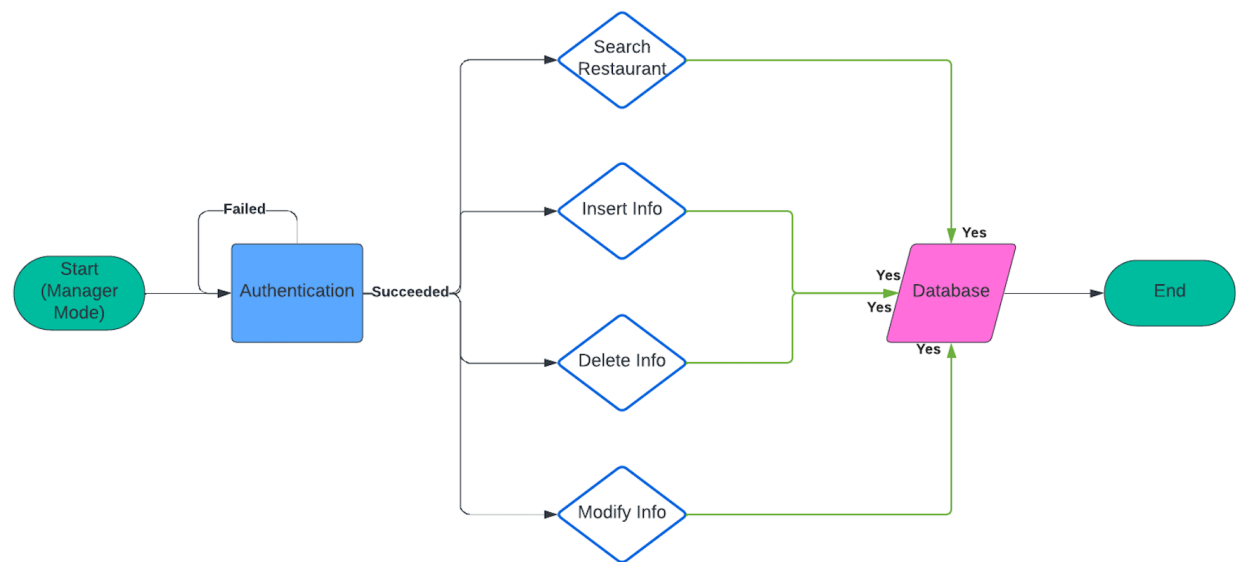 Search
Restaurant
Yes
Failed
Insert Info
Start
(Manager
Mode)
Authentication
Succeeded
Yes
Yes
Database
End
Delete Info
Yes
Modify Info